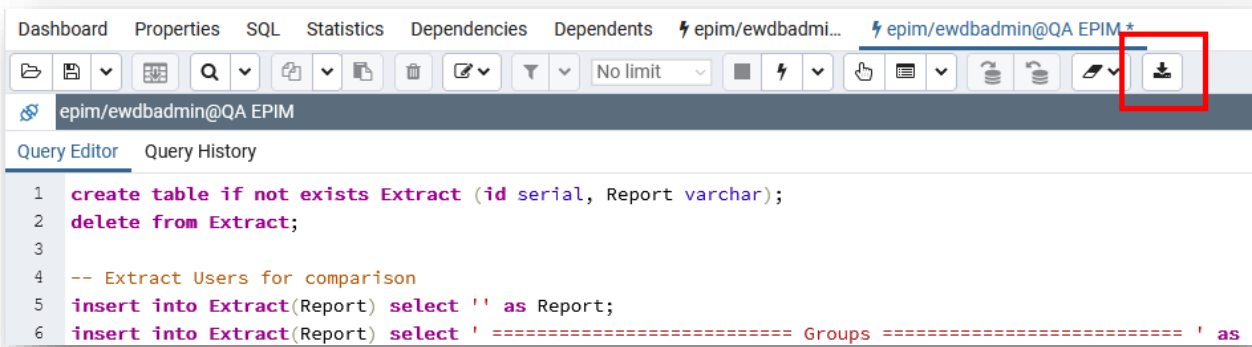 Dashboard Properties SQL Statistics Dependencies Dependents epim/ewdbadmi... epim/ewdbadmin@QA EPIM *
No limit
epim/ewdbadmin@QA EPIM
Query Editor Query History
1 create table if not exists Extract (id serial, Report varchar);
2 delete from Extract;
3
4 -- Extract Users for comparison
5 insert into Extract(Report) select '' as Report;
6 insert into Extract(Report) select ' =========================== Groups =========================== ' as